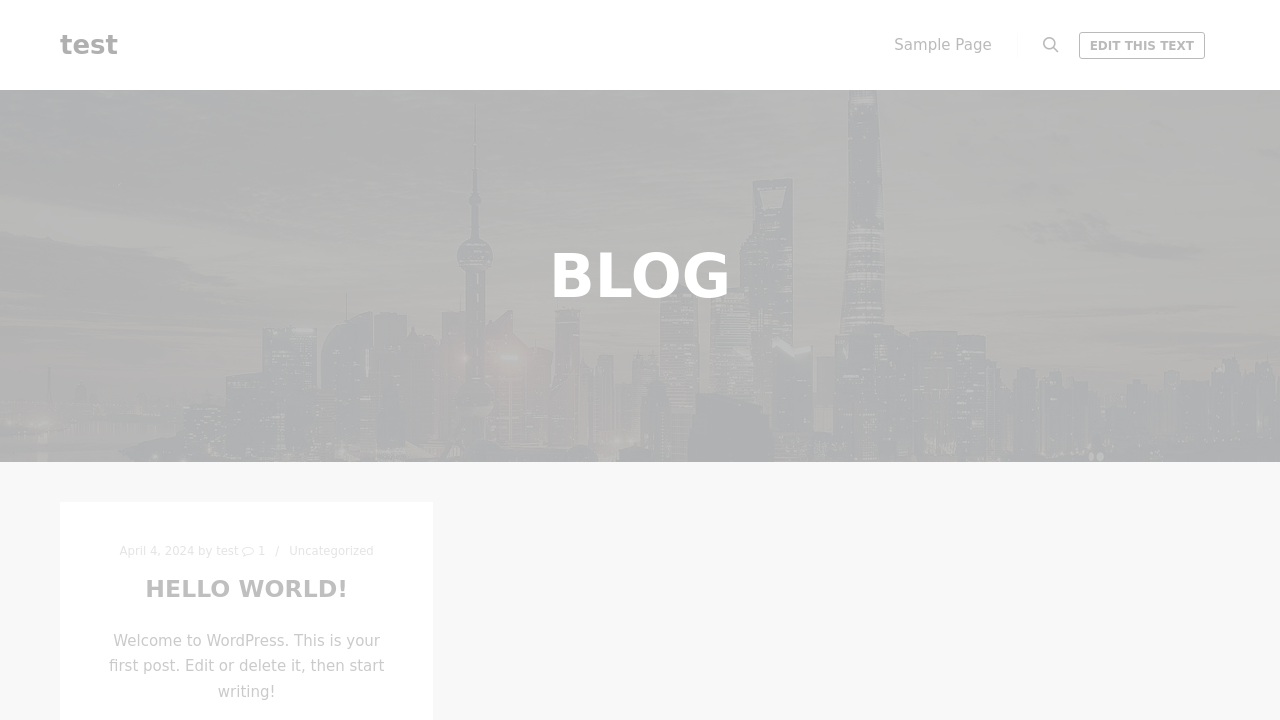 test
Sample Page
EDIT THIS TEXT
BLOG
April 4, 2024 by test 1 / Uncategorized
HELLO WORLD!
Welcome to WordPress. This is your
first post. Edit or delete it, then start
writing!